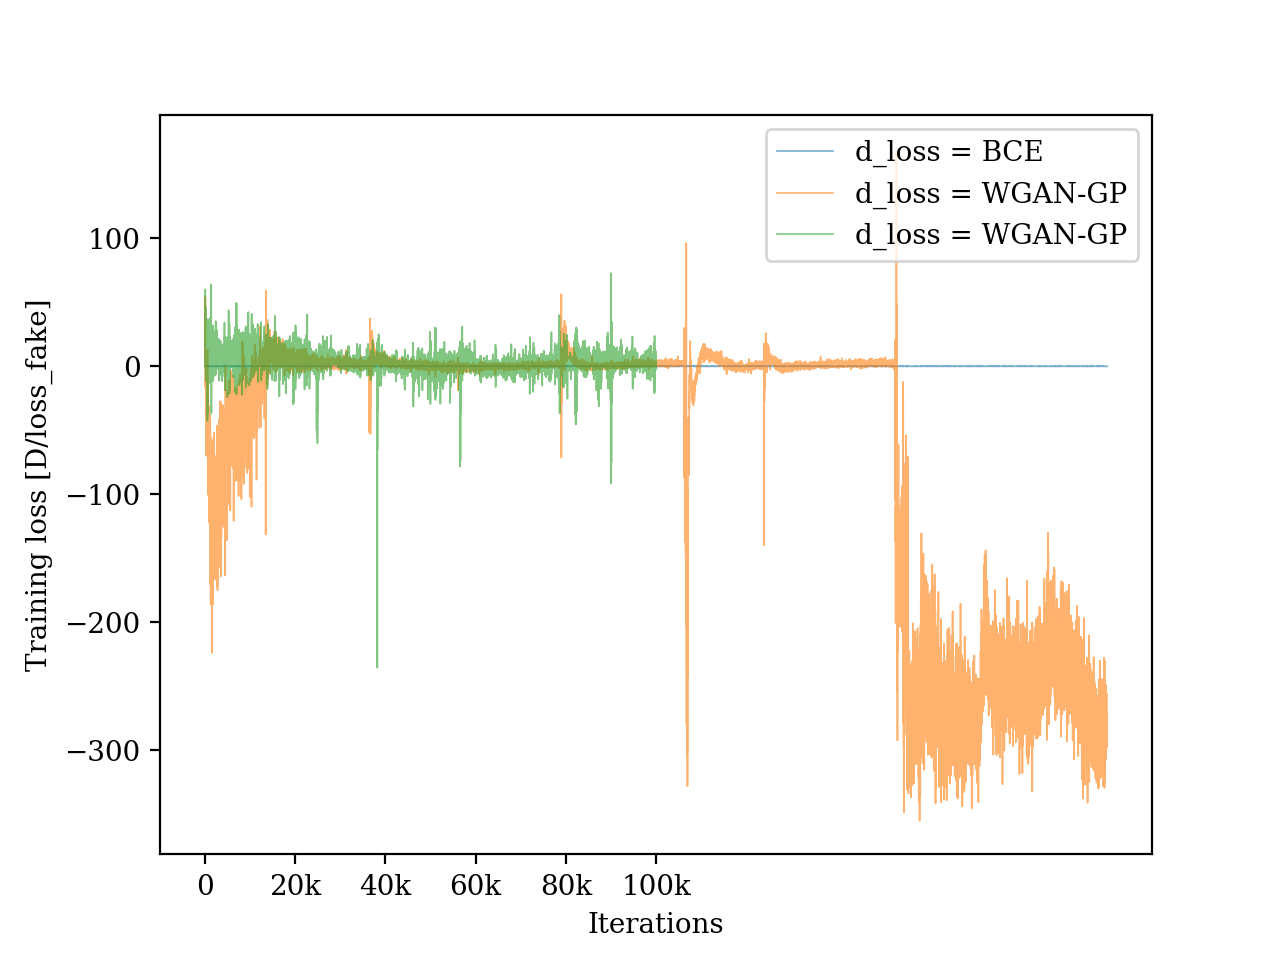 d_loss = BCE
d_loss = WGAN-GP
d_loss = WGAN-GP
Training loss [D/loss_fake]
100
0
−100
−200
−300
0 20k 40k 60k 80k 100k
Iterations